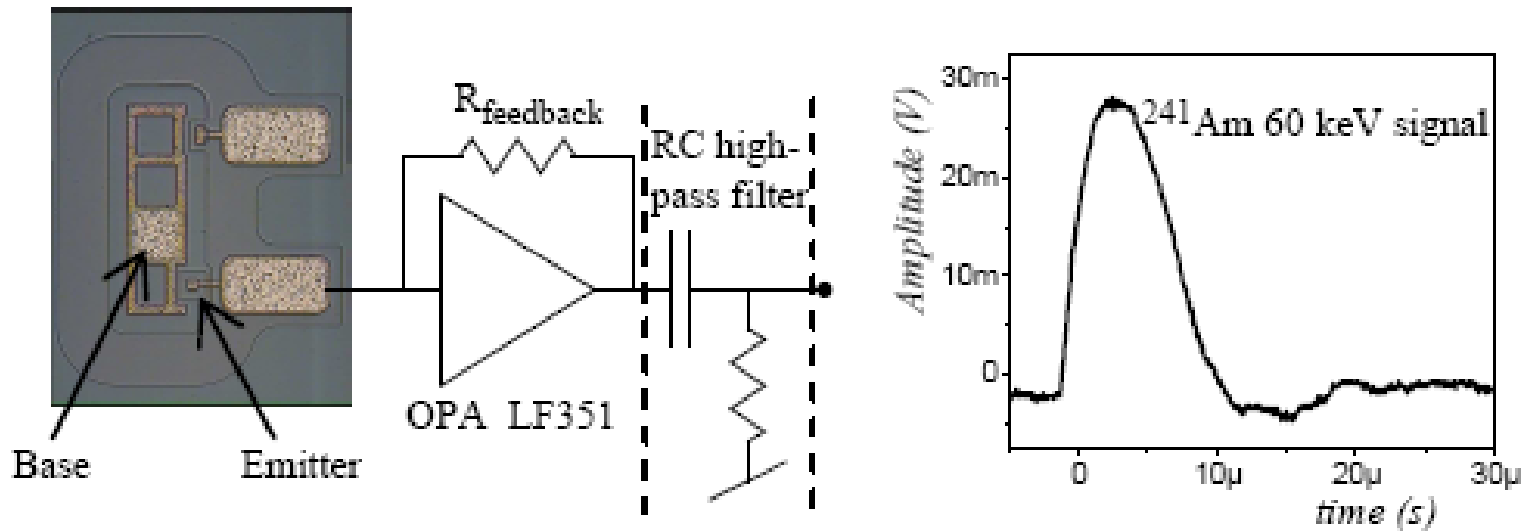 Base
Emitter
R feedback
RC high-
pass filter
OPA LF351
Amplitude (V)
30m
20m
10m
0
241Am 60 keV signal
0
10μ
20μ
30μ
time (s)